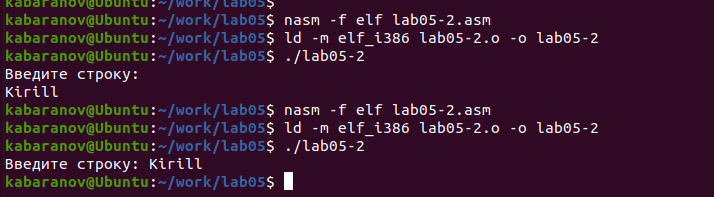 kabaranov@Ubuntu:~/work/lab05$
kabaranov@Ubuntu:~/work/lab05$ nasm -f elf lab05-2.asm
kabaranov@Ubuntu:~/work/lab05$ ld -m elf_i386 lab05-2.o -o lab05-2
kabaranov@Ubuntu:~/work/lab05$ ./lab05-2
Введите строку:
Kirill
kabaranov@Ubuntu:~/work/lab05$ nasm -f elf lab05-2.asm
kabaranov@Ubuntu:~/work/lab05$ ld -m elf_i386 lab05-2.o -o lab05-2
kabaranov@Ubuntu:~/work/lab05$ ./lab05-2
Введите строку: Kirill
kabaranov@Ubuntu:~/work/lab05$